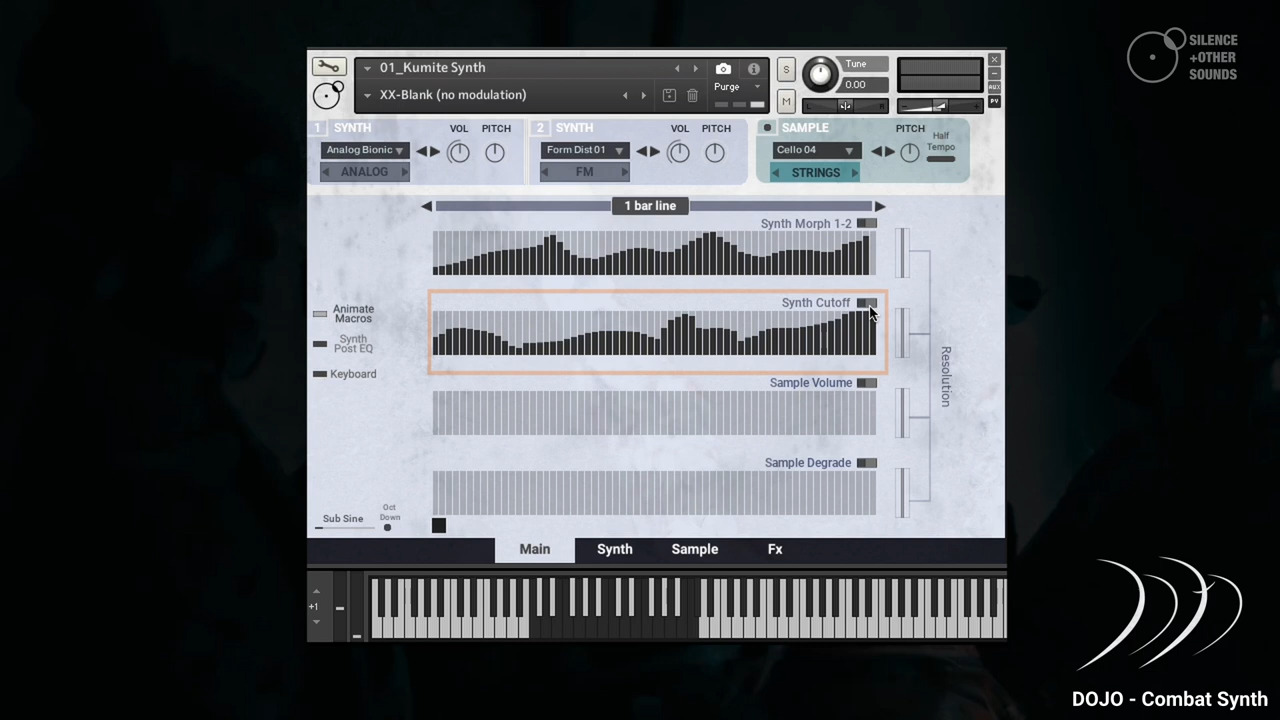 SILENCE
+OTHER
SOUNDS
01_Kumite Synth
XX-Blank (no modulation)
Purge
S
M
Tune
0.00
L
R
AUX
PV
1 SYNTH
VOL PITCH
Analog Bionic
ANALOG
2 SYNTH
VOL PITCH
Form Dist 01
FM
SAMPLE
PITCH
Half
Tempo
Cello 04
STRINGS
1 bar line
Synth Morph 1-2
Synth Cutoff
Sample Volume
Sample Degrade
Resolution
Animate
Macros
Synth
Post EQ
Keyboard
Sub Sine
Oct
Down
Main Synth Sample Fx
+1
DOJO - Combat Synth